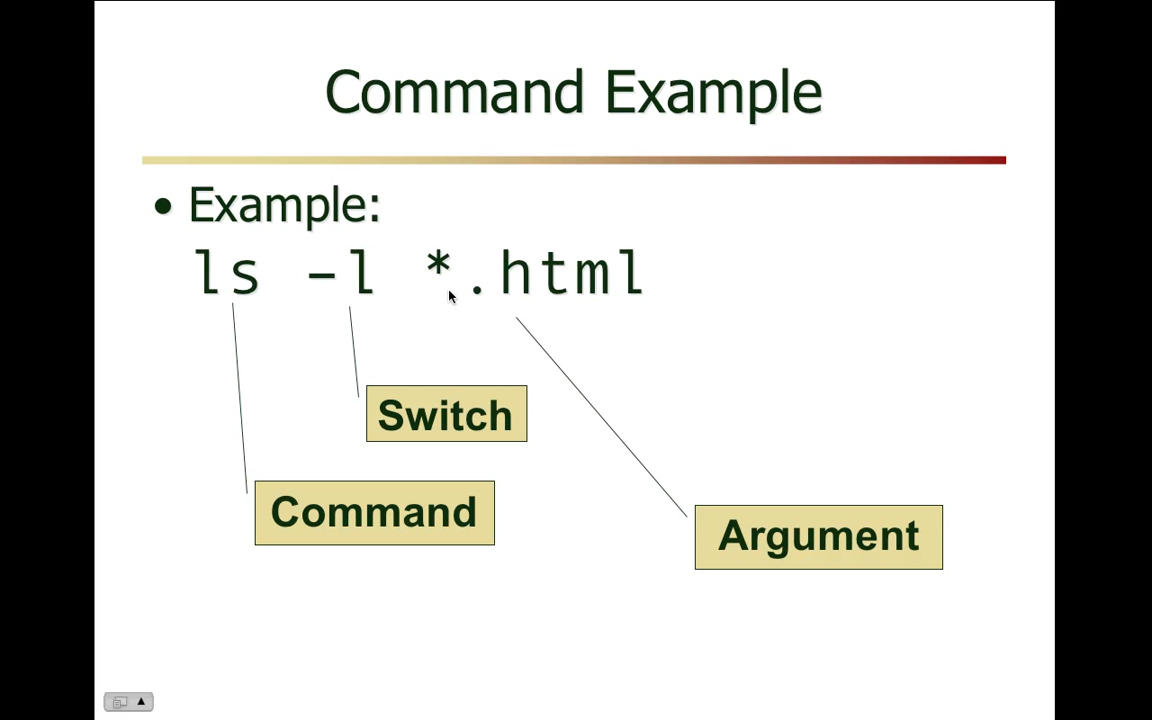 Command Example
• Example:
ls -l *.html
Switch
Command
Argument